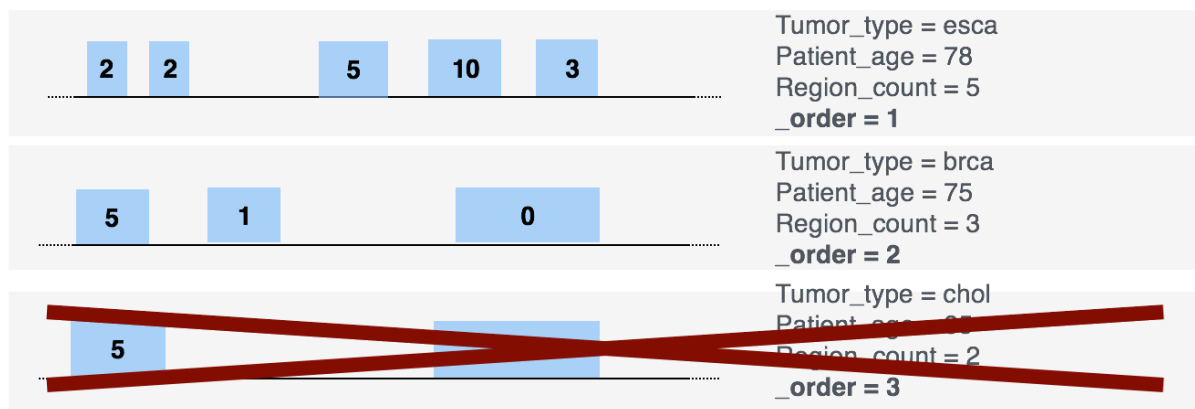 2 2 5 10 3
Tumor_type = esca
Patient_age = 78
Region_count = 5
_order = 1
5 1 0
Tumor_type = brca
Patient_age = 75
Region_count = 3
_order = 2
5
Tumor_type = chol
Patient_age
Region_count = 2
_order = 3